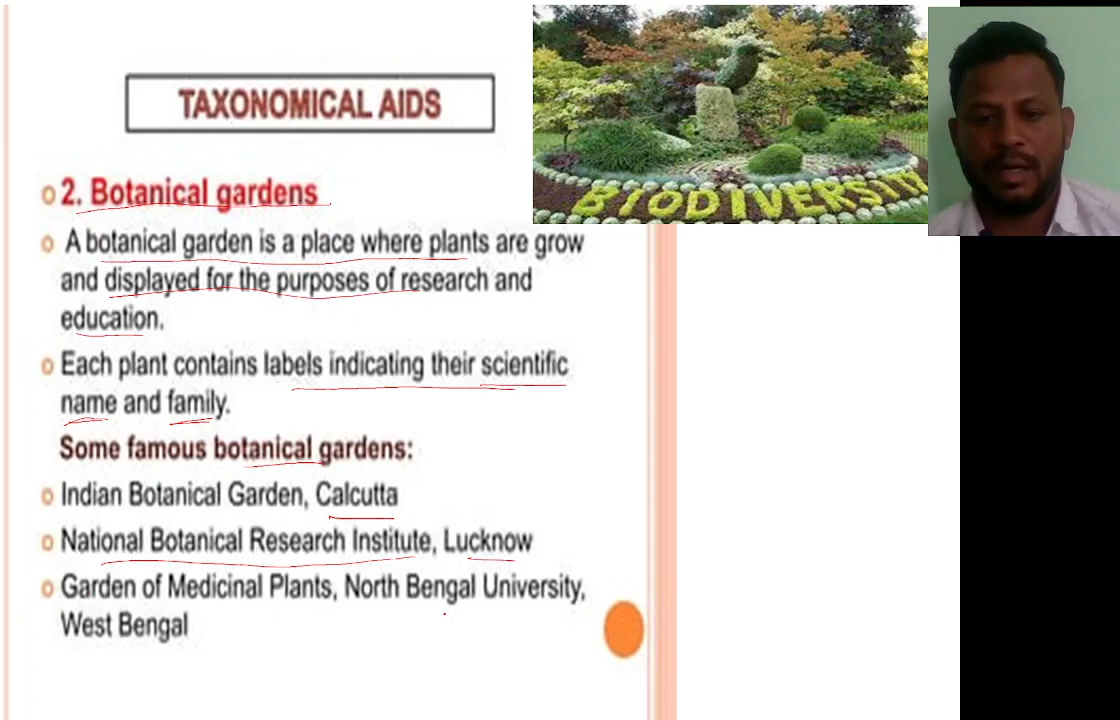 TAXONOMICAL AIDS
2. Botanical gardens
A botanical garden is a place where plants are grow
and displayed for the purposes of research and
education.
Each plant contains labels indicating their scientific
name and family.
Some famous botanical gardens:
Indian Botanical Garden, Calcutta
National Botanical Research Institute, Lucknow
Garden of Medicinal Plants, North Bengal University,
West Bengal
BIODIVERSIT